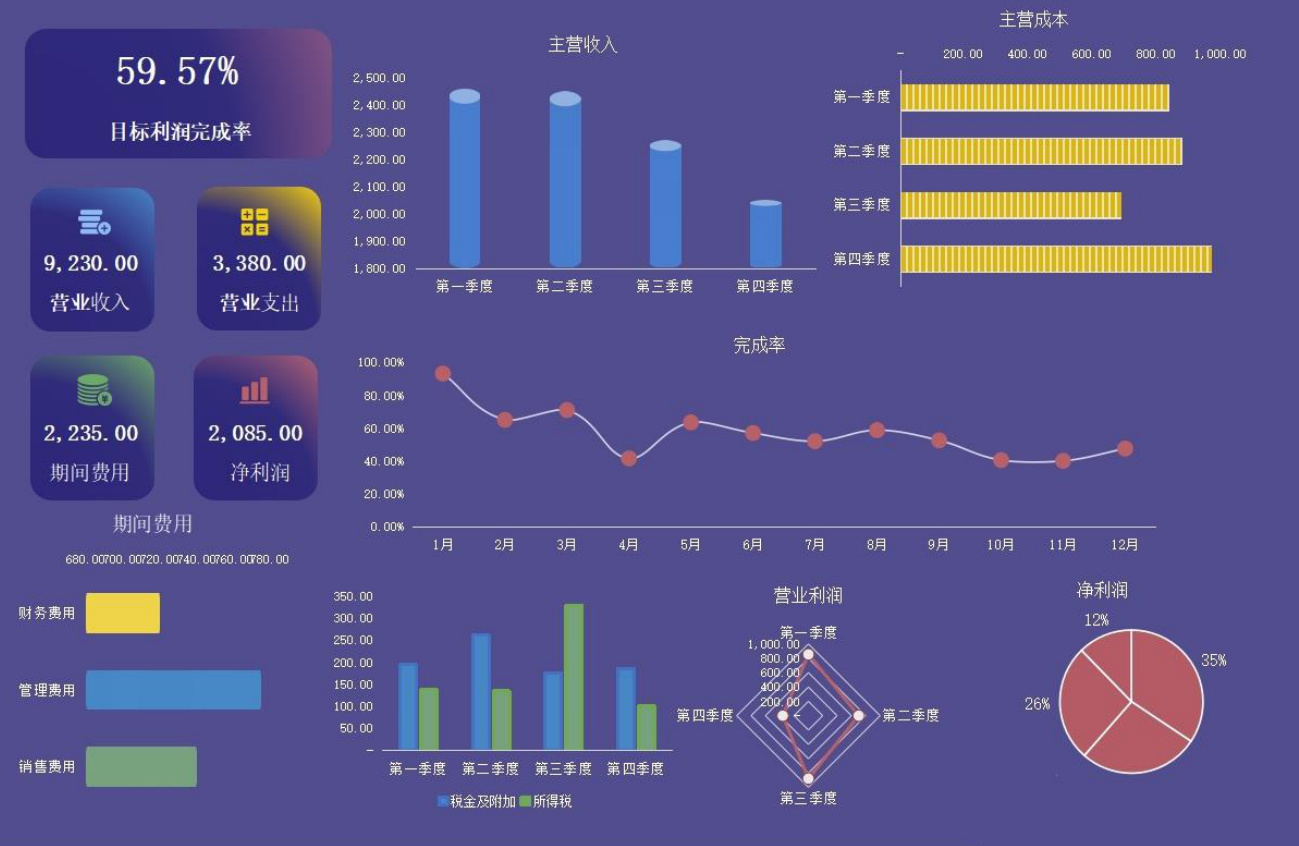 59.57%
目标利润完成率
9,230.00
营业收入
3,380.00
营业支出
2,235.00
期间费用
2,085.00
净利润
主营收入
2,500.00
2,400.00
2,300.00
2,200.00
2,100.00
2,000.00
1,900.00
1,800.00
第一季度 第二季度 第三季度 第四季度
主营成本
- 200.00 400.00 600.00 800.00 1,000.00
第一季度
第二季度
第三季度
第四季度
完成率
100.00%
80.00%
60.00%
40.00%
20.00%
0.00%
1月 2月 3月 4月 5月 6月 7月 8月 9月 10月 11月 12月
期间费用
680.00 700.00 720.00 740.00 760.00 780.00
财务费用
管理费用
销售费用
350.00
300.00
250.00
200.00
150.00
100.00
50.00
-
第一季度 第二季度 第三季度 第四季度
税金及附加 所得税
营业利润
第一季度
1,000.00
800.00
600.00
400.00
200.00
-
第四季度 第二季度
第三季度
净利润
12%
35%
26%